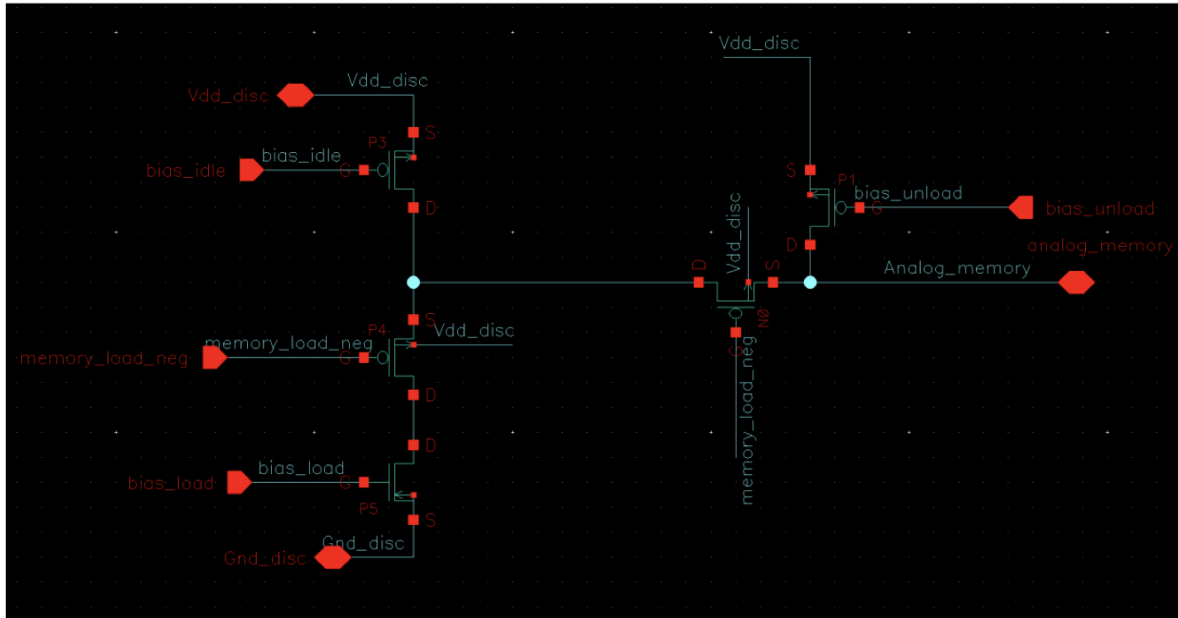 Vdd_disc
Vdd_disc
Vdd_disc
S
P3
bias_idle
bias_idle
G
D
S
P1
bias_unload
G
bias_unload
D
Vdd_disc
analog_memory
D
S
Analog_memory
N0
G
memory_load_neg
S
P4
Vdd_disc
memory_load_neg
memory_load_neg
G
D
D
bias_load
bias_load
G
P5
S
Gnd_disc
Gnd_disc